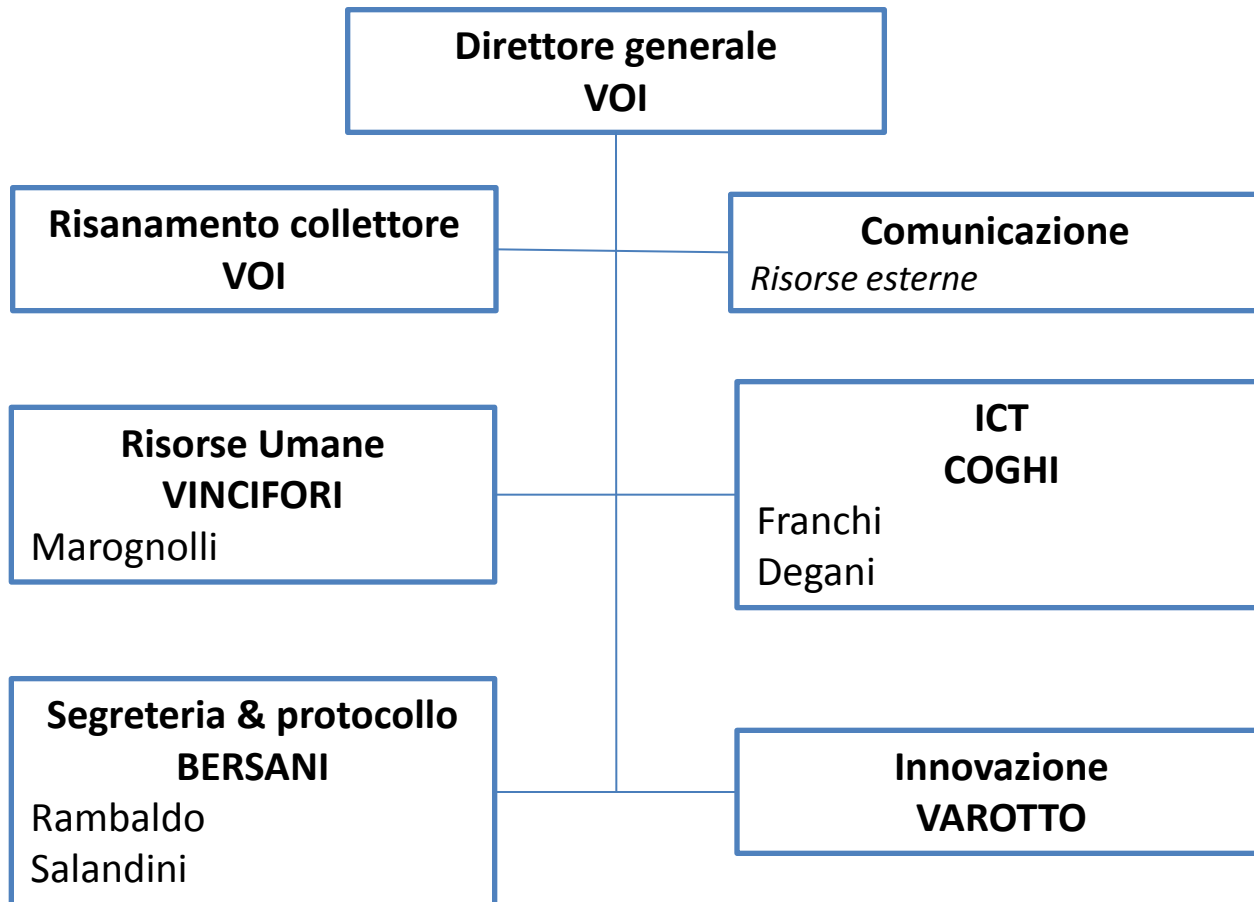 Direttore generale
VOI
Risanamento collettore
VOI
Comunicazione
Risorse esterne
Risorse Umane
VINCIFORI
Marognolli
ICT
COGHI
Franchi
Degani
Segreteria & protocollo
BERSANI
Rambaldo
Salandini
Innovazione
VAROTTO